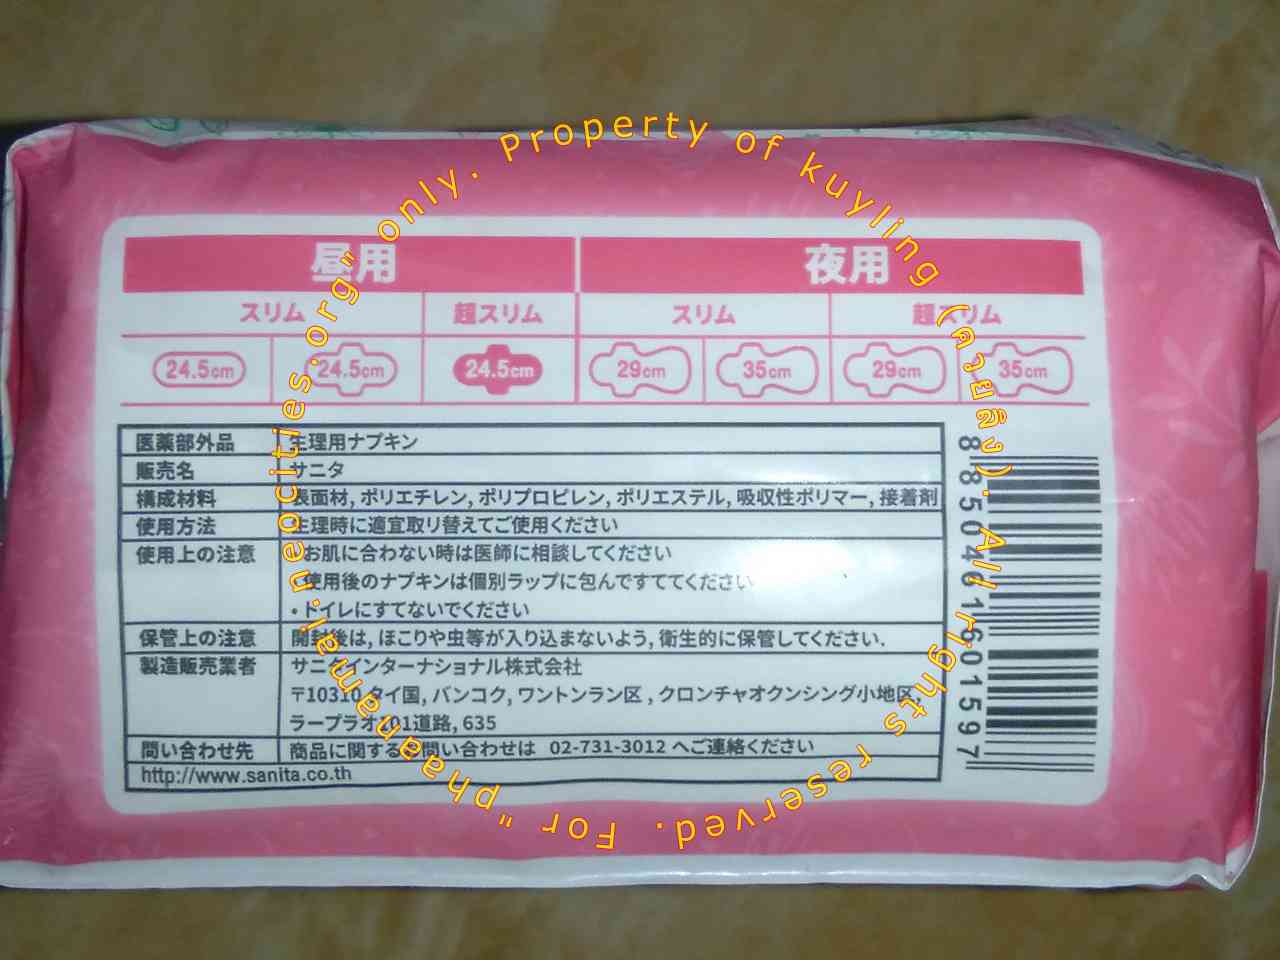 昼用 夜用
スリム 超スリム スリム 超スリム
24.5cm 24.5cm 24.5cm 29cm 35cm 29cm 35cm
医薬部外品 生理用ナプキン
販売名 サニタ
構成材料 表面材, ポリエチレン, ポリプロピレン, ポリエステル, 吸収性ポリマー, 接着剤
使用方法 生理時に適宜取り替えてご使用ください
使用上の注意 お肌に合わない時は医師に相談してください
・使用後のナプキンは個別ラップに包んですててください
・トイレにすてないでください
保管上の注意 開封後は, ほこりや虫等が入り込まないよう, 衛生的に保管してください.
製造販売業者 サニタインターナショナル株式会社
〒10310 タイ国, バンコク, ワントンラン区 , クロンチャオクンシング小地区,
ラープラオ101道路, 635
問い合わせ先 商品に関する問い合わせは 02-731-3012 へご連絡ください
http://www.sanita.co.th
8850461601597
For "phaanamai.neocities.org" only. Property of kuyling (ควยลิง). All rights reserved.